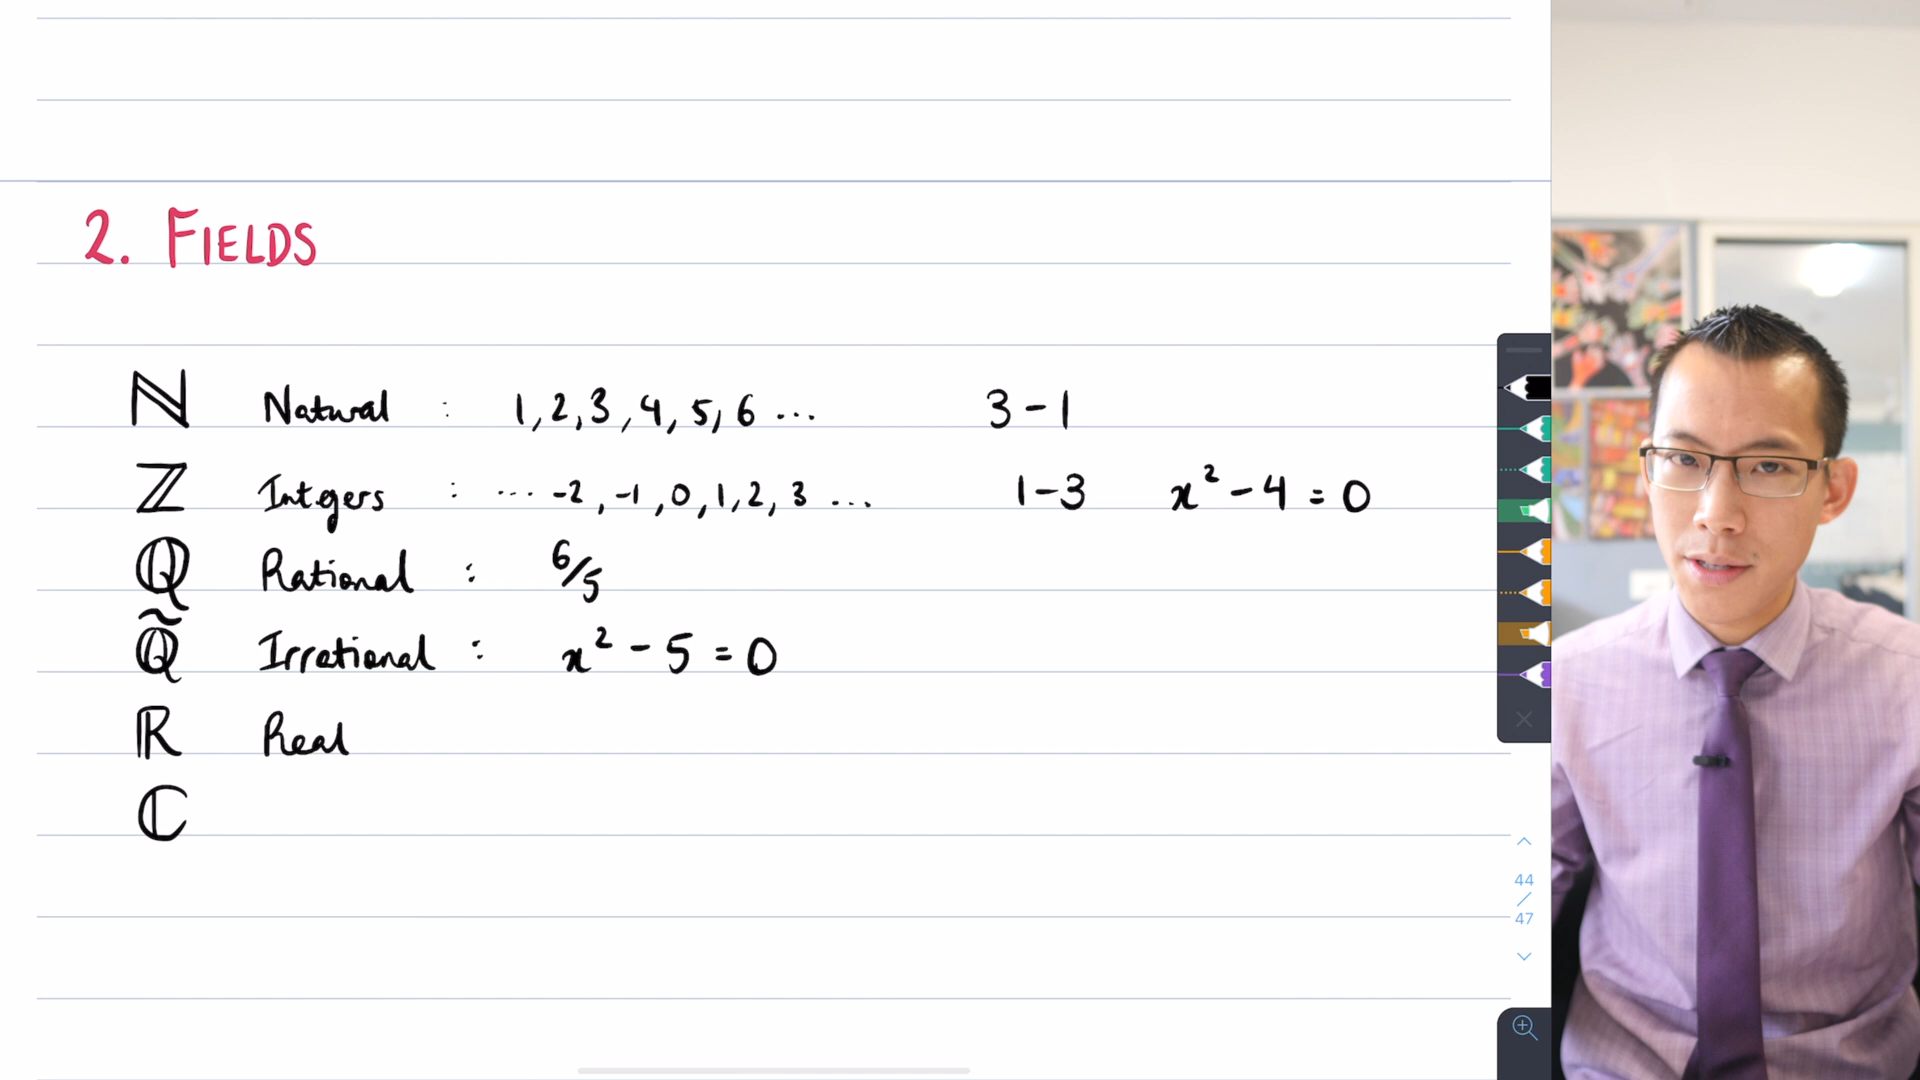 2. FIELDS
ℕ Natural : 1, 2, 3, 4, 5, 6 ... 3 - 1
ℤ Integers : ... -2, -1, 0, 1, 2, 3 ... 1 - 3 x² - 4 = 0
ℚ Rational : 6/5
ℚ̃ Irrational : x² - 5 = 0
ℝ Real
ℂ
44
/
47